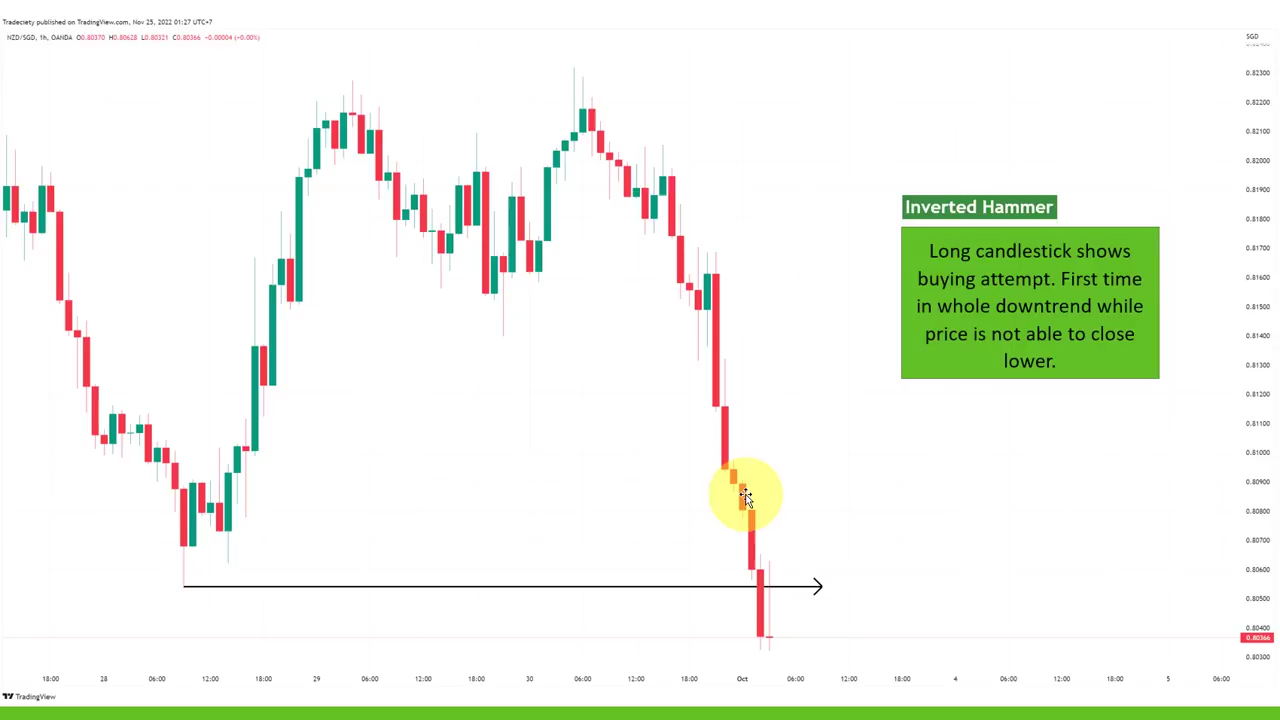 Tradeciety published on TradingView.com, Nov 25, 2022 01:27 UTC+7
NZD/SGD, 1h, OANDA O0.80370 H0.80628 L0.80321 C0.80366 −0.00004 (−0.00%)
SGD
0.82300
0.82200
0.82100
0.82000
0.81900
0.81800
0.81700
0.81600
0.81500
0.81400
0.81300
0.81200
0.81100
0.81000
0.80900
0.80800
0.80700
0.80600
0.80500
0.80400
0.80366
0.80300
Inverted Hammer
Long candlestick shows
buying attempt. First time
in whole downtrend while
price is not able to close
lower.
18:00 28 06:00 12:00 18:00 29 06:00 12:00 18:00 30 06:00 12:00 18:00 Oct 06:00 12:00 18:00 4 06:00 12:00 18:00 5 06:00
TradingView